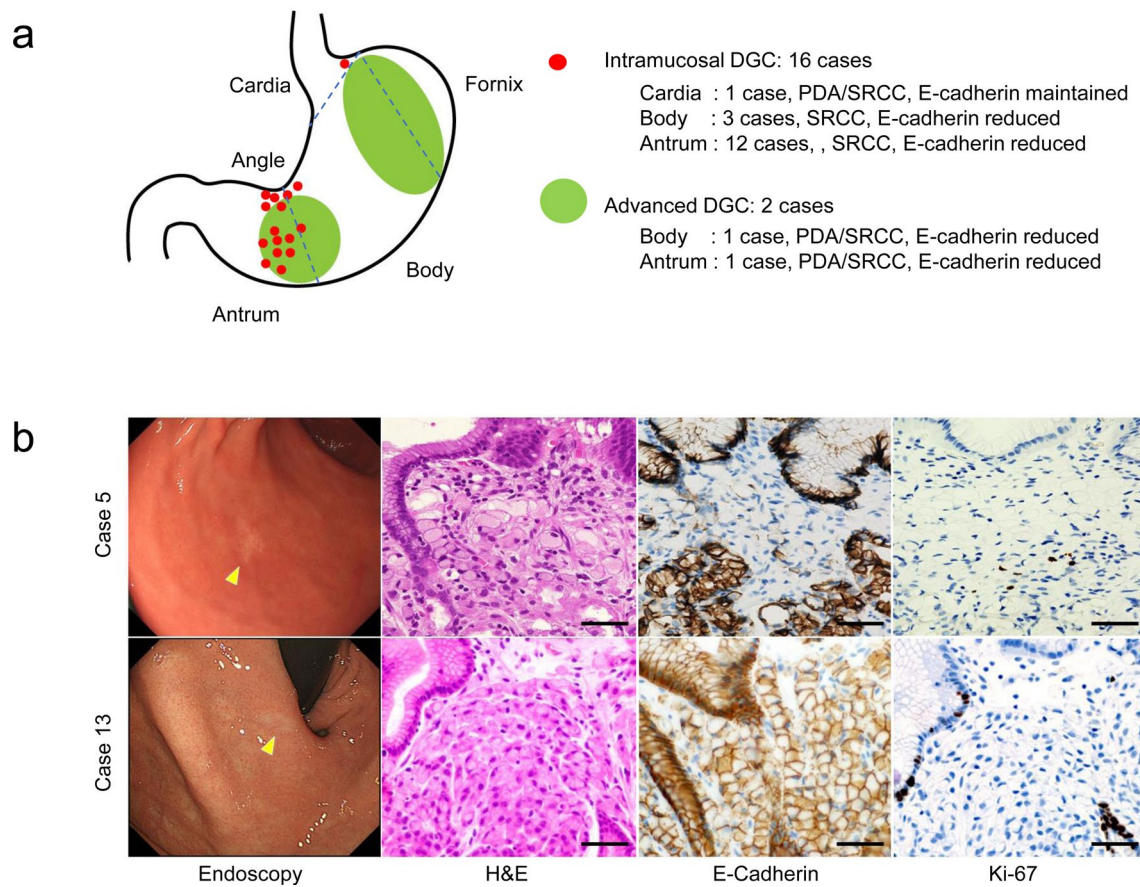 a
Cardia
Fornix
Angle
Body
Antrum
Intramucosal DGC: 16 cases
Cardia : 1 case, PDA/SRCC, E-cadherin maintained
Body : 3 cases, SRCC, E-cadherin reduced
Antrum : 12 cases, , SRCC, E-cadherin reduced
Advanced DGC: 2 cases
Body : 1 case, PDA/SRCC, E-cadherin reduced
Antrum : 1 case, PDA/SRCC, E-cadherin reduced
b
Case 5
Case 13
Endoscopy
H&E
E-Cadherin
Ki-67